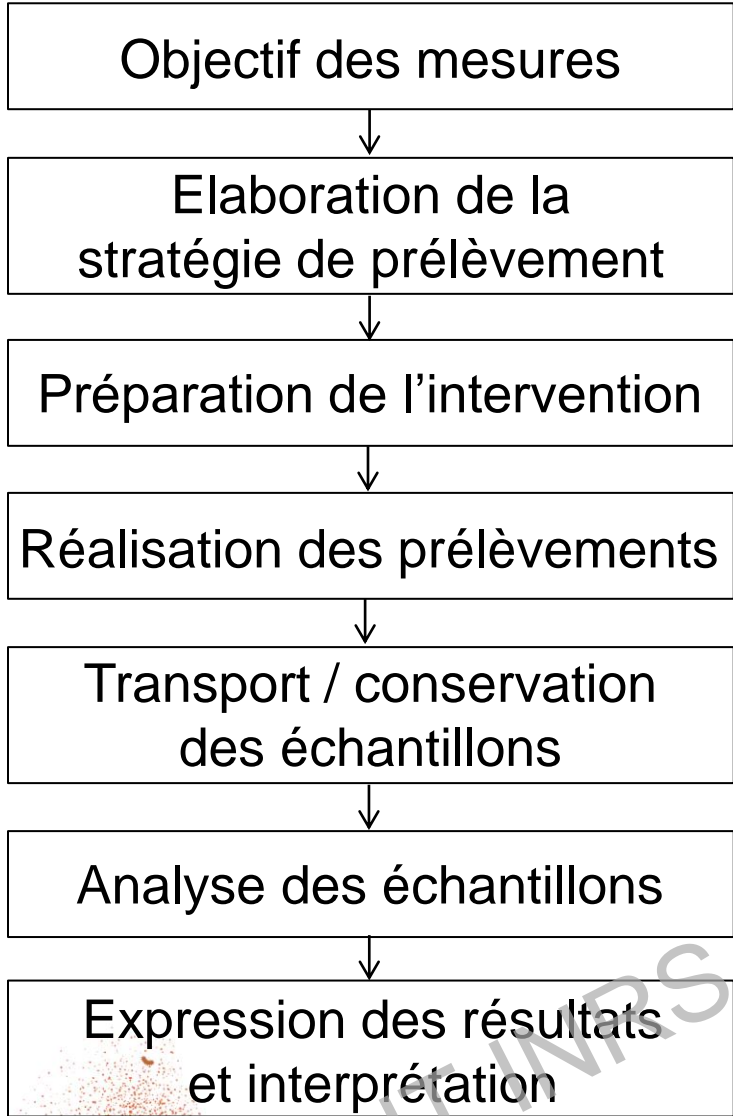 Objectif des mesures
Elaboration de la
stratégie de prélèvement
Préparation de l’intervention
Réalisation des prélèvements
Transport / conservation
des échantillons
Analyse des échantillons
Expression des résultats
et interprétation
INRS